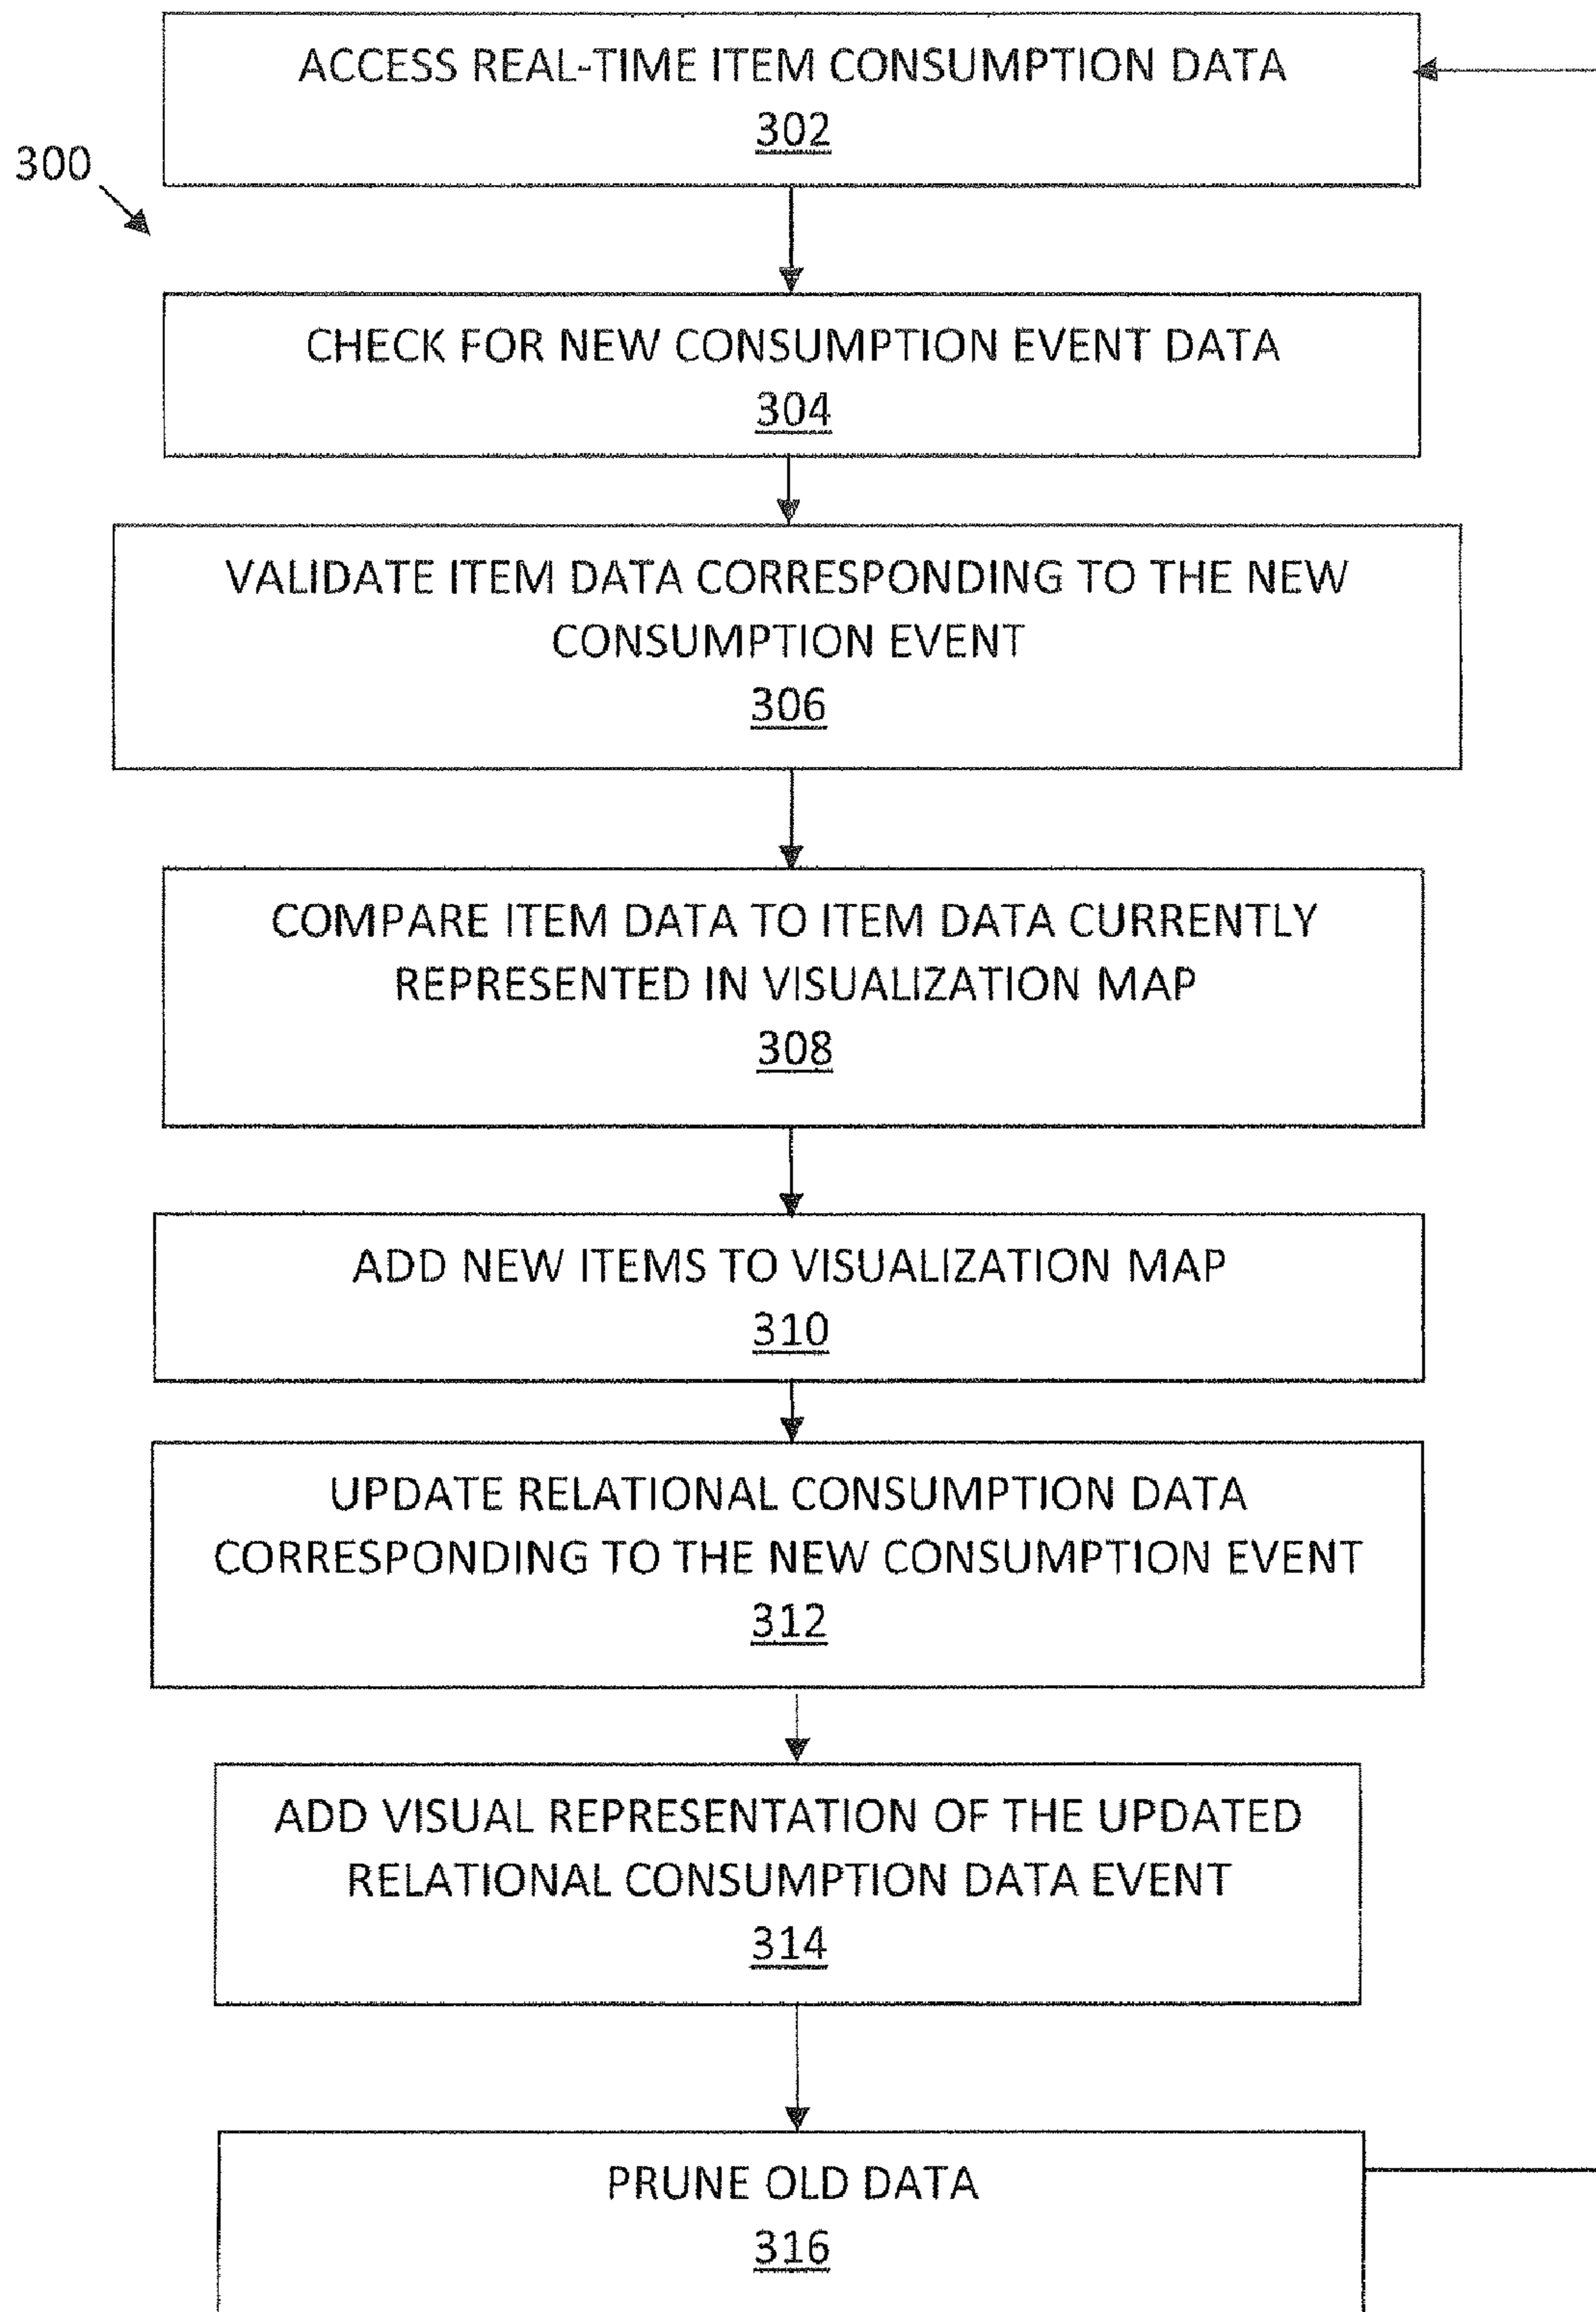 ACCESS REAL-TIME ITEM CONSUMPTION DATA
302
300
CHECK FOR NEW CONSUMPTION EVENT DATA
304
VALIDATE ITEM DATA CORRESPONDING TO THE NEW
CONSUMPTION EVENT
306
COMPARE ITEM DATA TO ITEM DATA CURRENTLY
REPRESENTED IN VISUALIZATION MAP
308
ADD NEW ITEMS TO VISUALIZATION MAP
310
UPDATE RELATIONAL CONSUMPTION DATA
CORRESPONDING TO THE NEW CONSUMPTION EVENT
312
ADD VISUAL REPRESENTATION OF THE UPDATED
RELATIONAL CONSUMPTION DATA EVENT
314
PRUNE OLD DATA
316